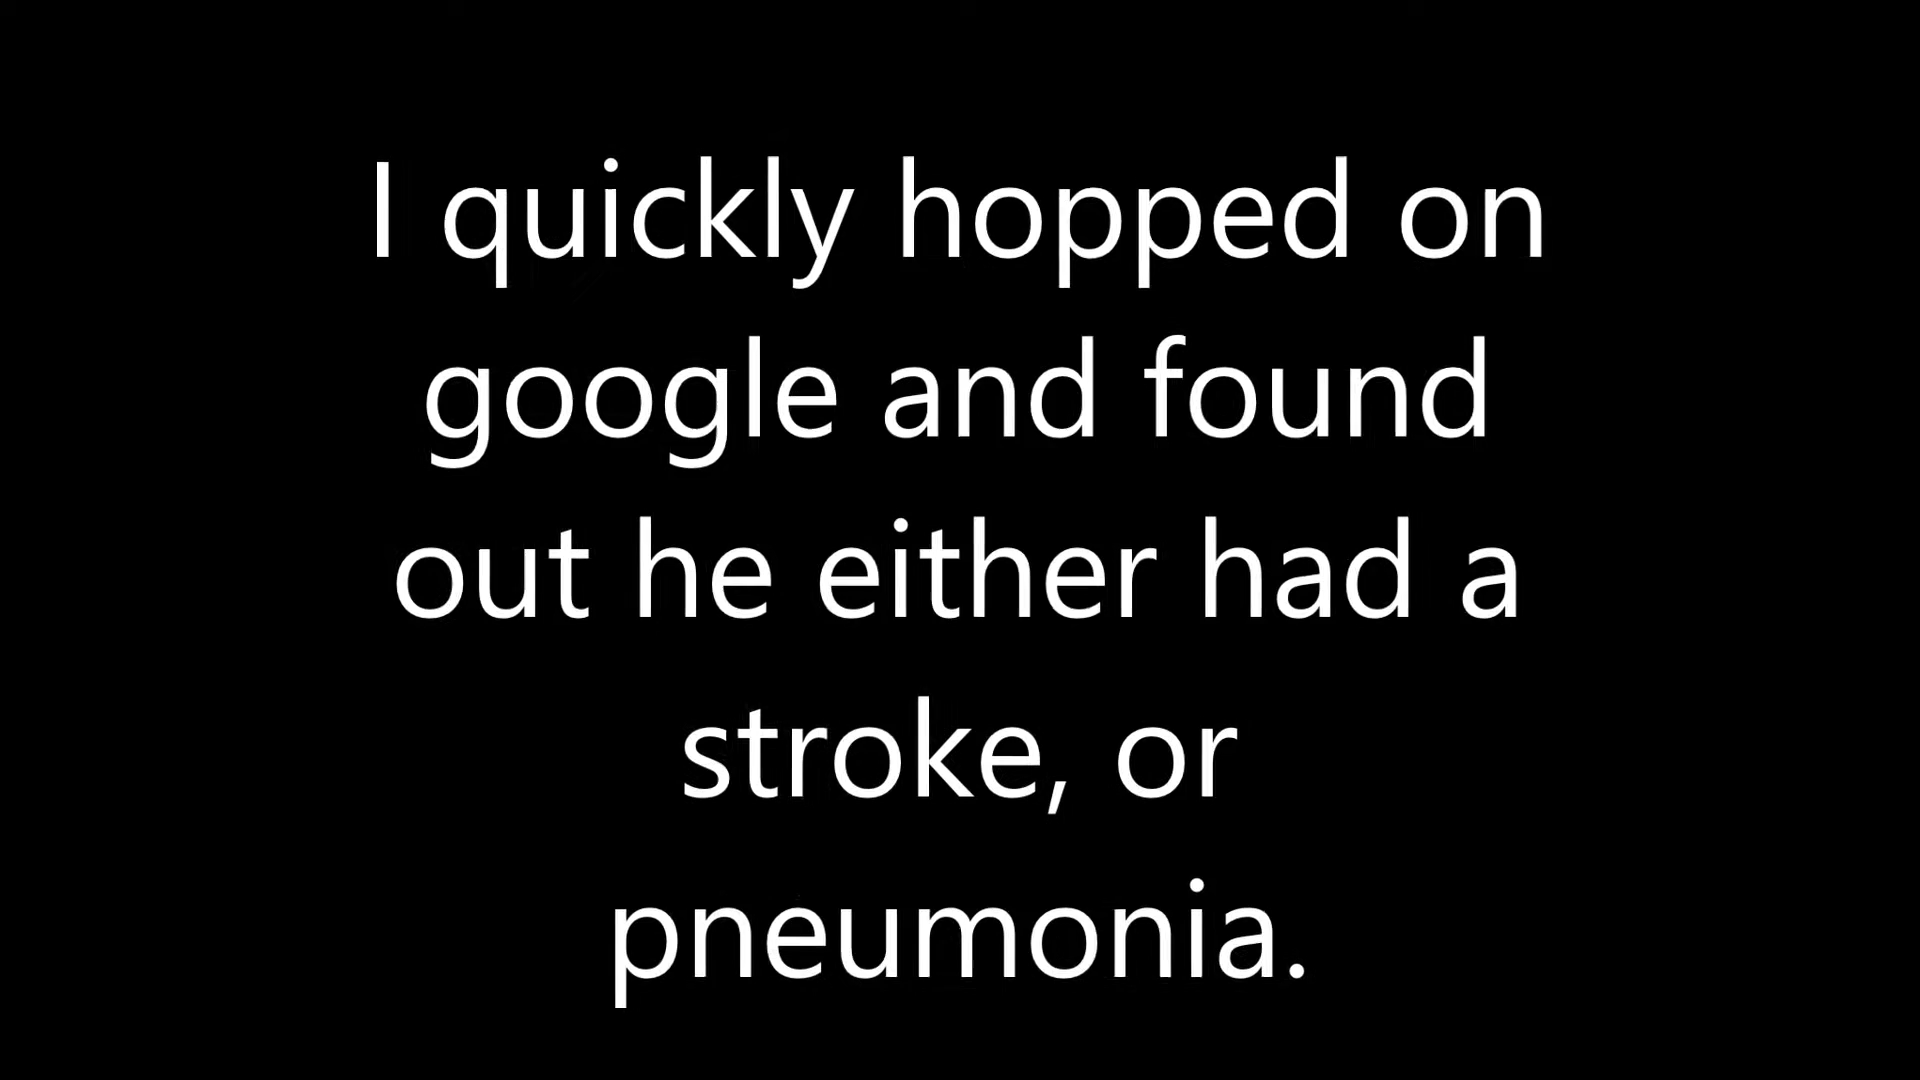 I quickly hopped on
google and found
out he either had a
stroke, or
pneumonia.